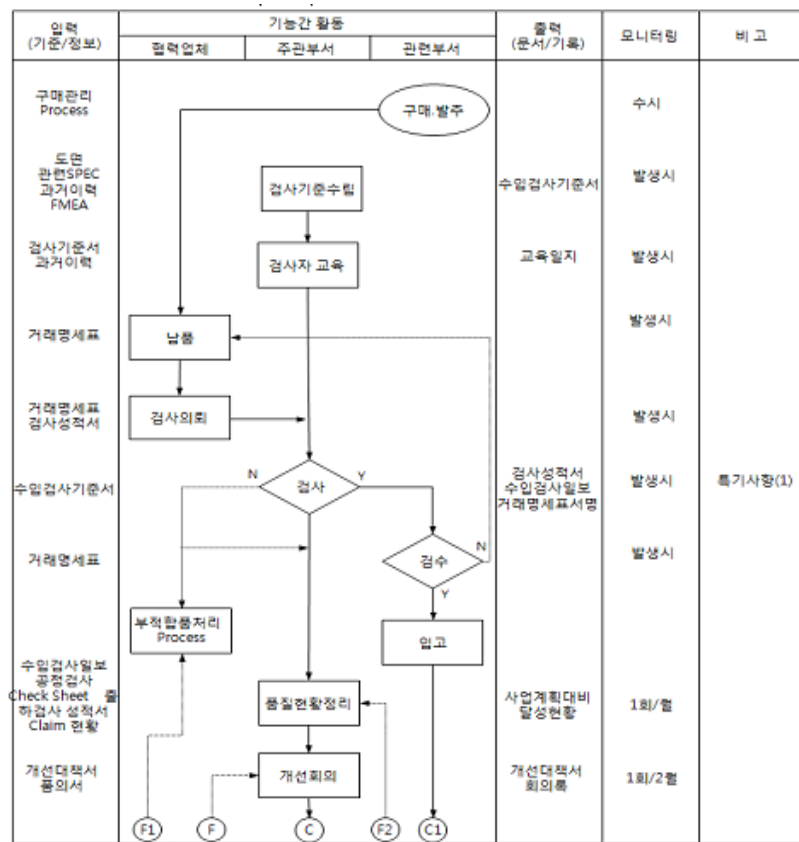 입력
(기준/정보)
기능간 활동
협력업체
주관부서
관련부서
출력
(문서/기록)
모니터링
비 고
구매관리
Process
구매.발주
수시
도면
관련SPEC
과거이력
FMEA
검사기준수립
수입검사기준서
발생시
검사기준서
과거이력
검사자 교육
교육일지
발생시
거래명세표
납품
발생시
거래명세표
검사성적서
검사의뢰
발생시
수입검사기준서
N
검사
Y
검사성적서
수입검사일보
거래명세표서명
발생시
특기사항(1)
거래명세표
검수
N
Y
발생시
부적합품처리
Process
입고
수입검사일보
공정검사
Check Sheet 출
하검사 성적서
Claim 현황
품질현황정리
사업계획대비
달성현황
1회/월
개선대책서
품의서
개선회의
개선대책서
회의록
1회/2월
F1
F
C
F2
C1